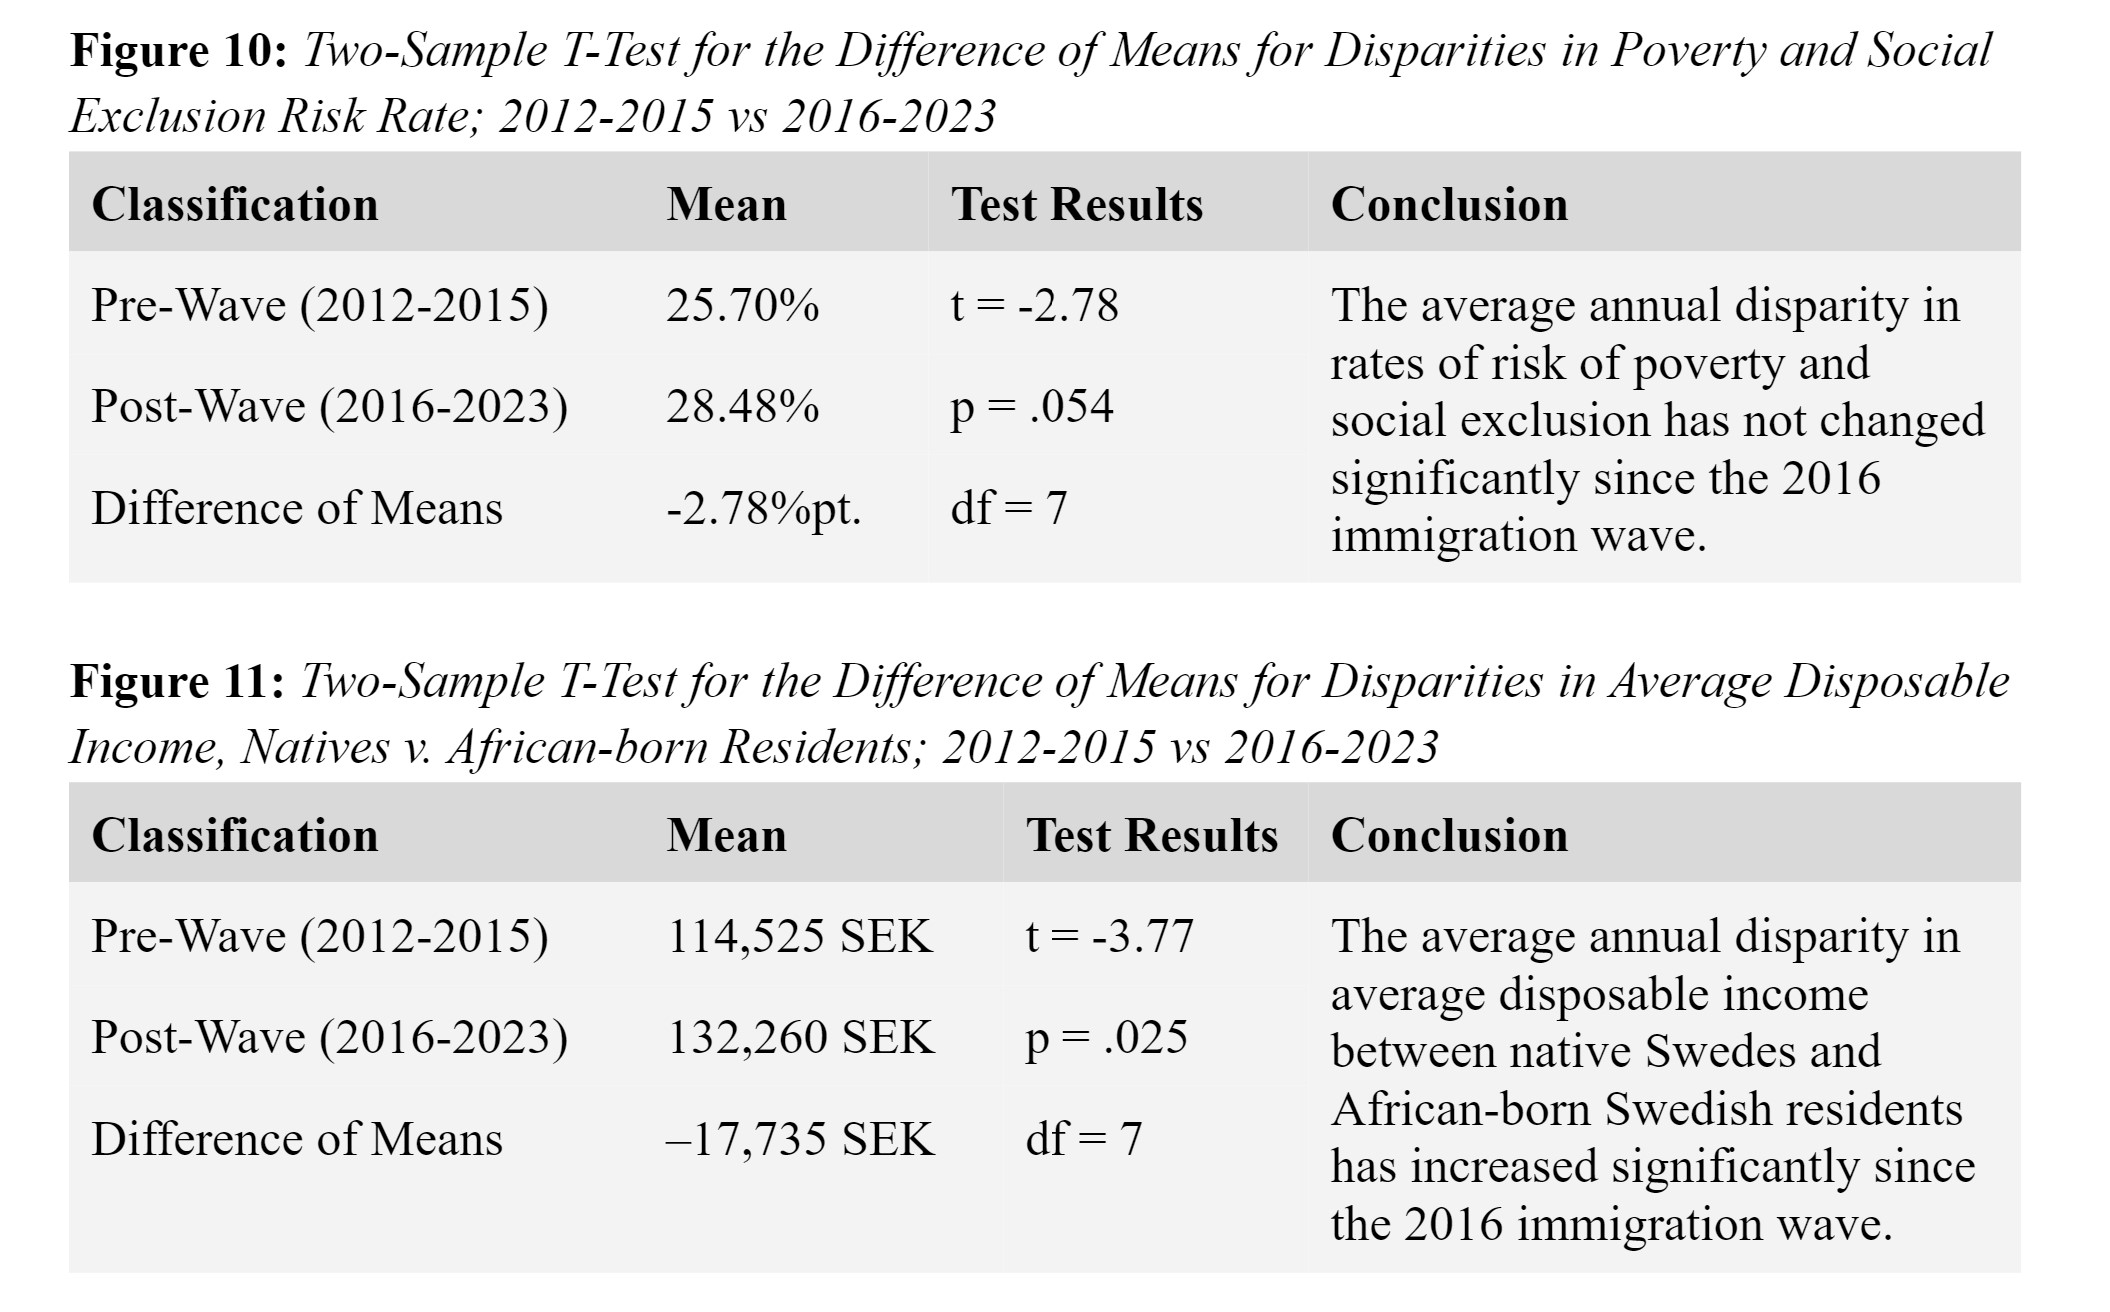 Figure 10: Two-Sample T-Test for the Difference of Means for Disparities in Poverty and Social
Exclusion Risk Rate; 2012-2015 vs 2016-2023
Classification Mean Test Results Conclusion
Pre-Wave (2012-2015) 25.70% t = -2.78 The average annual disparity in
rates of risk of poverty and
Post-Wave (2016-2023) 28.48% p = .054 social exclusion has not changed
significantly since the 2016
Difference of Means -2.78%pt. df = 7 immigration wave.
Figure 11: Two-Sample T-Test for the Difference of Means for Disparities in Average Disposable
Income, Natives v. African-born Residents; 2012-2015 vs 2016-2023
Classification Mean Test Results Conclusion
Pre-Wave (2012-2015) 114,525 SEK t = -3.77 The average annual disparity in
average disposable income
Post-Wave (2016-2023) 132,260 SEK p = .025 between native Swedes and
African-born Swedish residents
Difference of Means –17,735 SEK df = 7 has increased significantly since
the 2016 immigration wave.